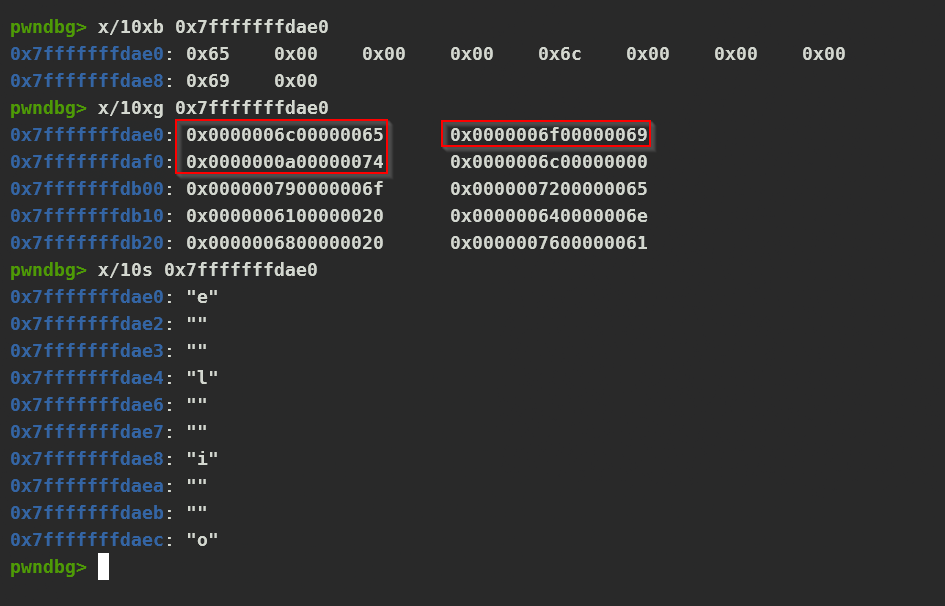 pwndbg> x/10xb 0x7fffffffdae0
0x7fffffffdae0: 0x65 0x00 0x00 0x00 0x6c 0x00 0x00 0x00
0x7fffffffdae8: 0x69 0x00
pwndbg> x/10xg 0x7fffffffdae0
0x7fffffffdae0: 0x0000006c00000065 0x0000006f00000069
0x7fffffffdaf0: 0x0000000a00000074 0x0000006c00000000
0x7fffffffdb00: 0x000000790000006f 0x0000007200000065
0x7fffffffdb10: 0x0000006100000020 0x000000640000006e
0x7fffffffdb20: 0x0000006800000020 0x0000007600000061
pwndbg> x/10s 0x7fffffffdae0
0x7fffffffdae0: "e"
0x7fffffffdae2: ""
0x7fffffffdae3: ""
0x7fffffffdae4: "l"
0x7fffffffdae6: ""
0x7fffffffdae7: ""
0x7fffffffdae8: "i"
0x7fffffffdaea: ""
0x7fffffffdaeb: ""
0x7fffffffdaec: "o"
pwndbg>